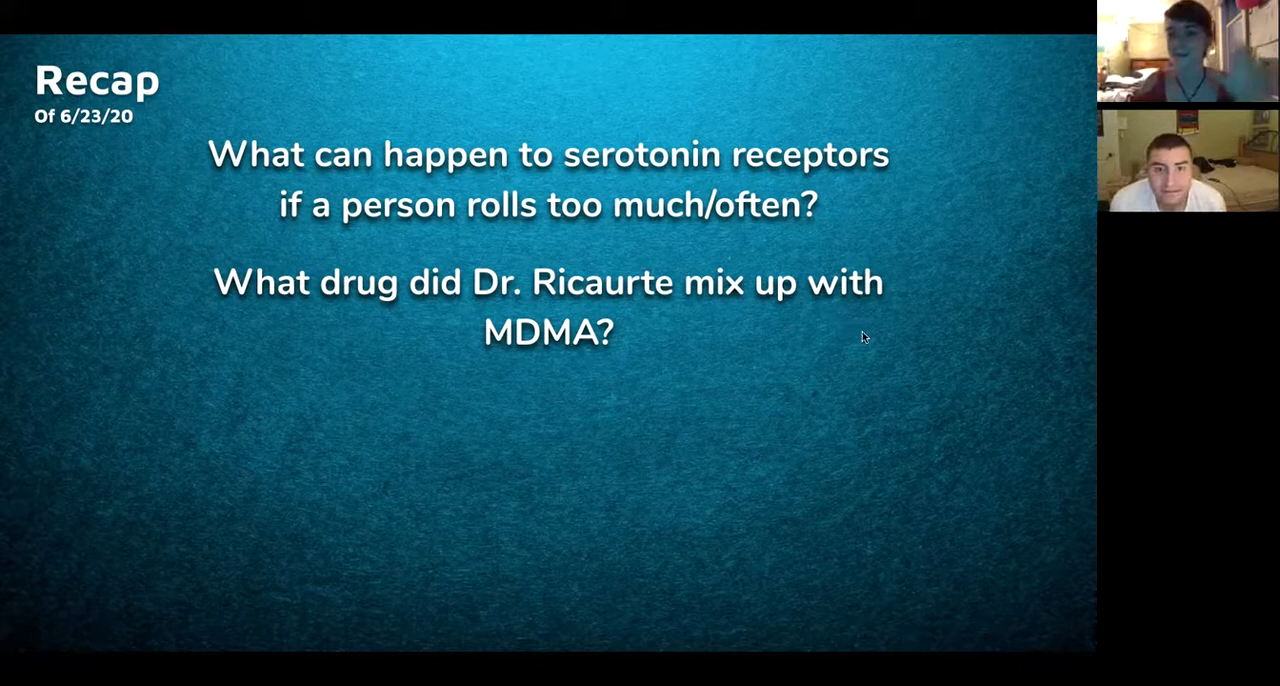 Recap
Of 6/23/20
What can happen to serotonin receptors
if a person rolls too much/often?
What drug did Dr. Ricaurte mix up with
MDMA?